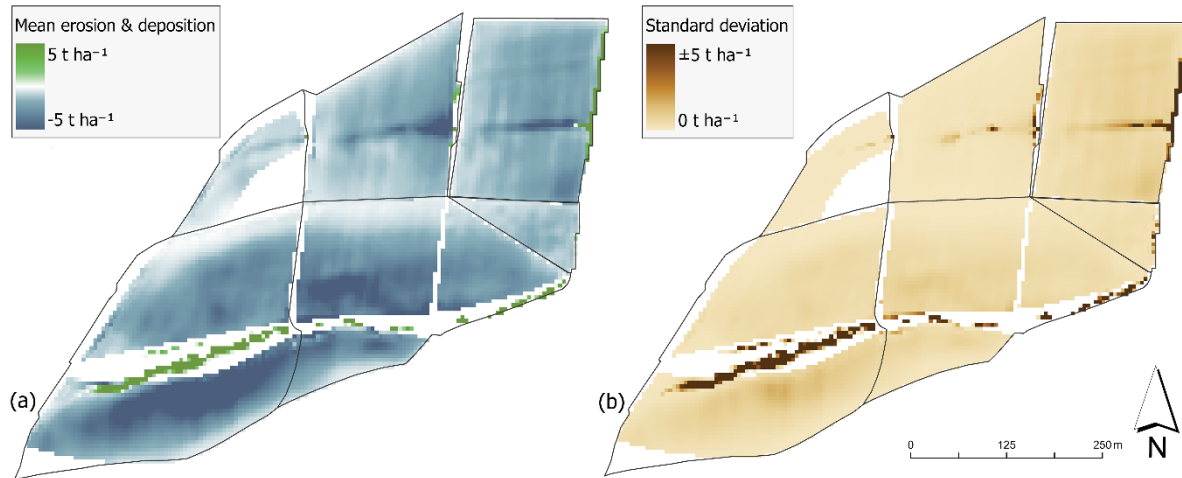 Mean erosion & deposition
5 t ha⁻¹
-5 t ha⁻¹
(a)
Standard deviation
±5 t ha⁻¹
0 t ha⁻¹
(b)
0 125 250 m
N